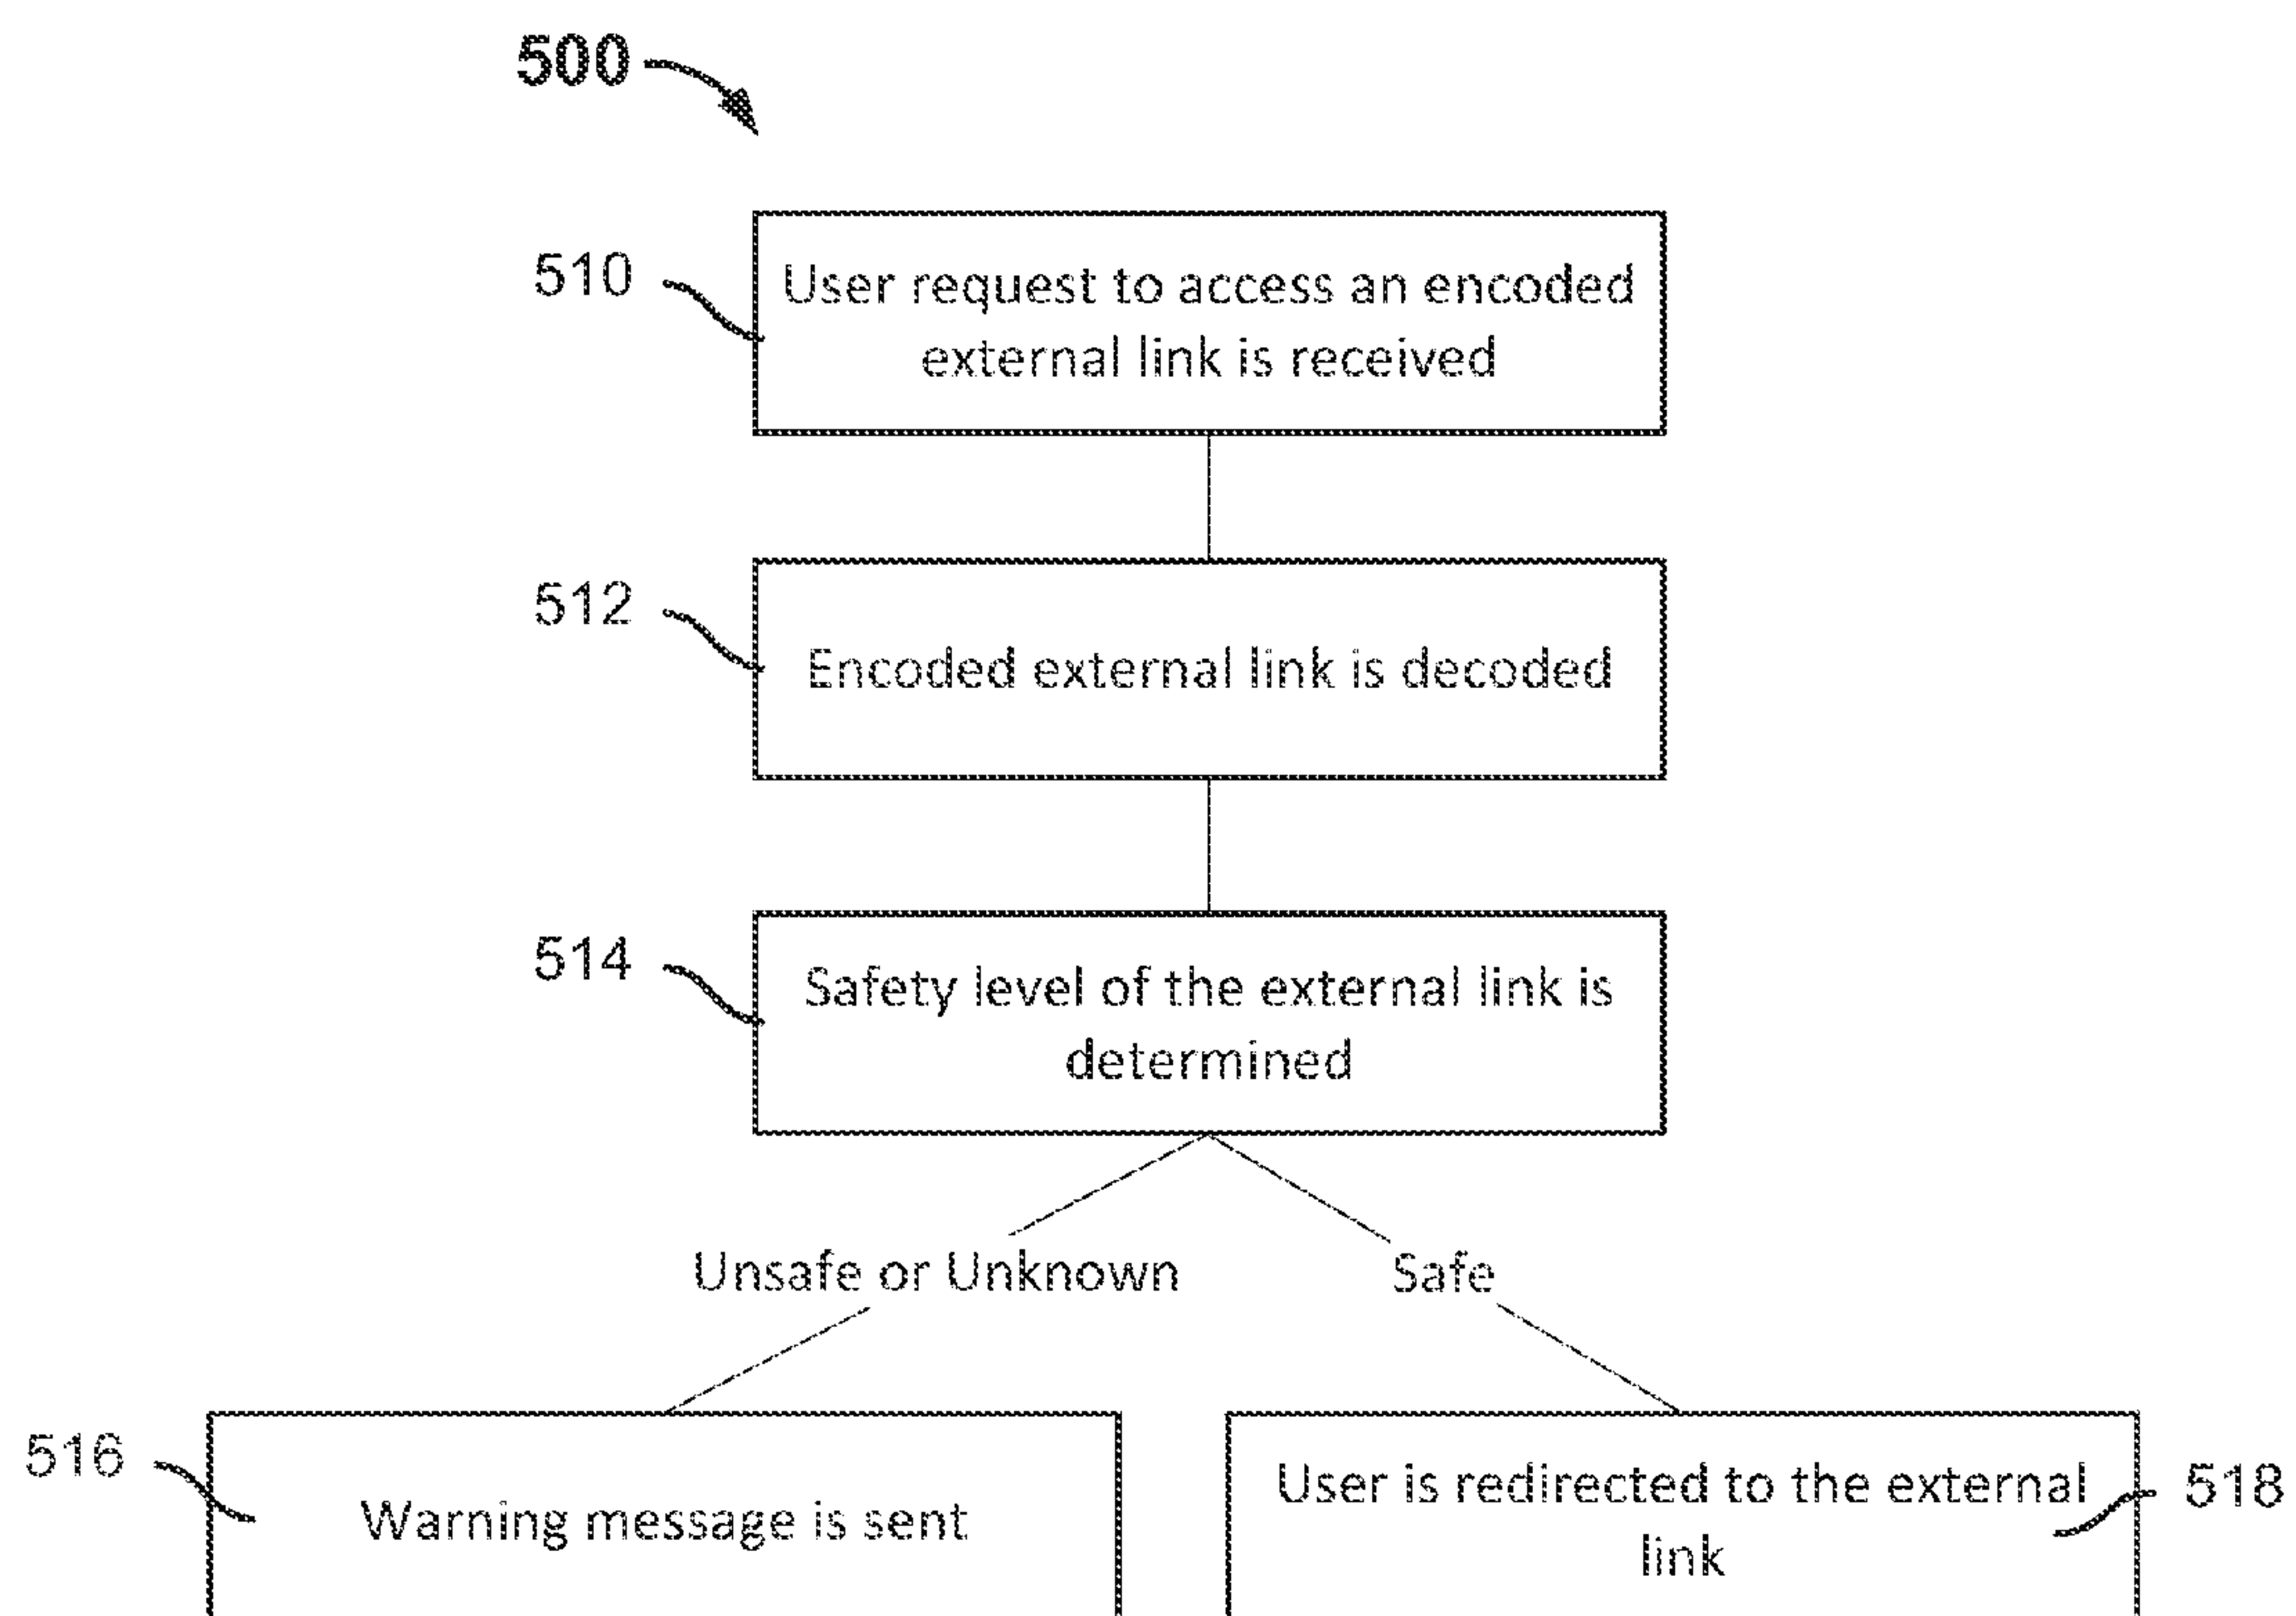 500
510
User request to access an encoded
external link is received
512
Encoded external link is decoded
514
Safety level of the external link is
determined
Unsafe or Unknown
Safe
516
Warning message is sent
User is redirected to the external
link
518